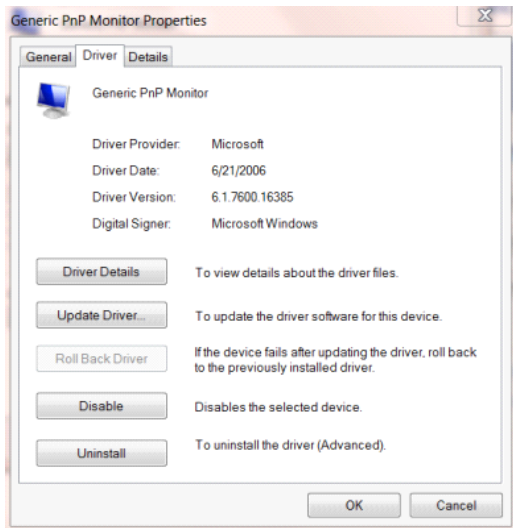 Generic PnP Monitor Properties
General Driver Details
Generic PnP Monitor
Driver Provider: Microsoft
Driver Date: 6/21/2006
Driver Version: 6.1.7600.16385
Digital Signer: Microsoft Windows
Driver Details To view details about the driver files.
Update Driver... To update the driver software for this device.
Roll Back Driver If the device fails after updating the driver, roll back
to the previously installed driver.
Disable Disables the selected device.
Uninstall To uninstall the driver (Advanced).
OK Cancel